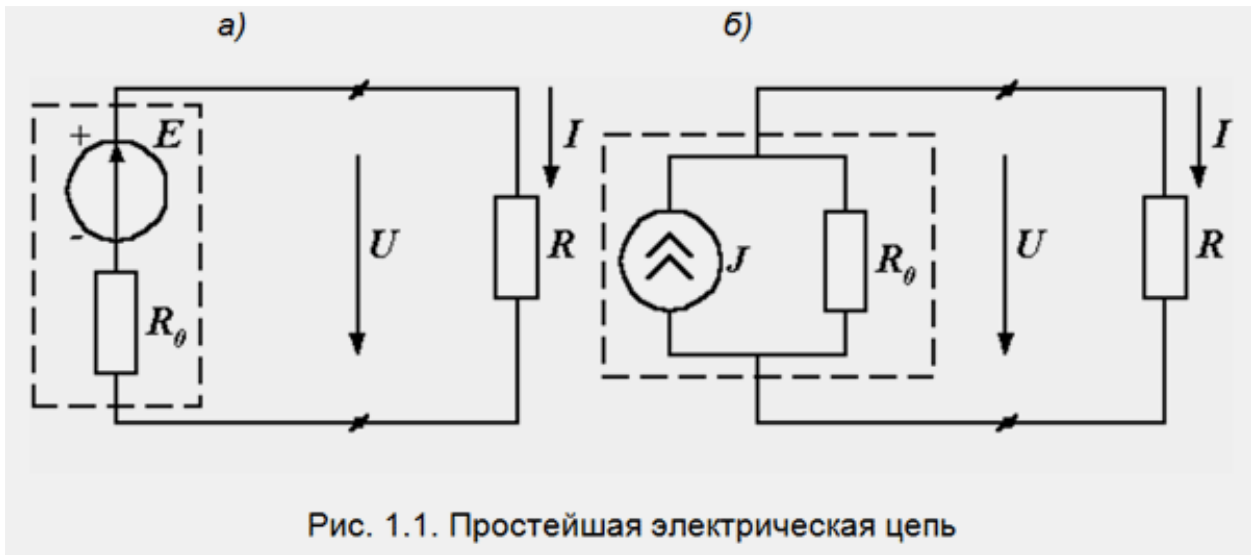 а) б)
+ E I I
U R J R₀ U R
-
R₀
Рис. 1.1. Простейшая электрическая цепь